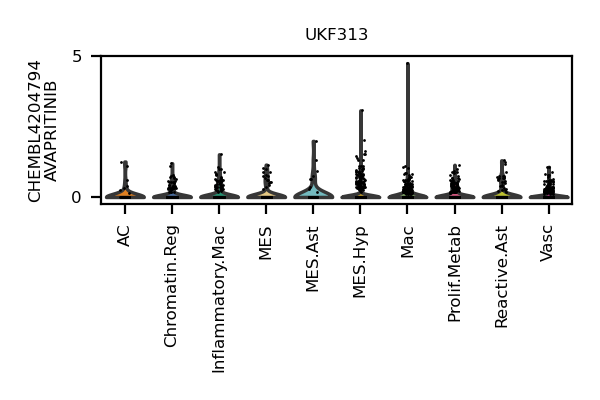 UKF313
CHEMBL4204794
AVAPRITINIB
5
0
AC
Chromatin.Reg
Inflammatory.Mac
MES
MES.Ast
MES.Hyp
Mac
Prolif.Metab
Reactive.Ast
Vasc